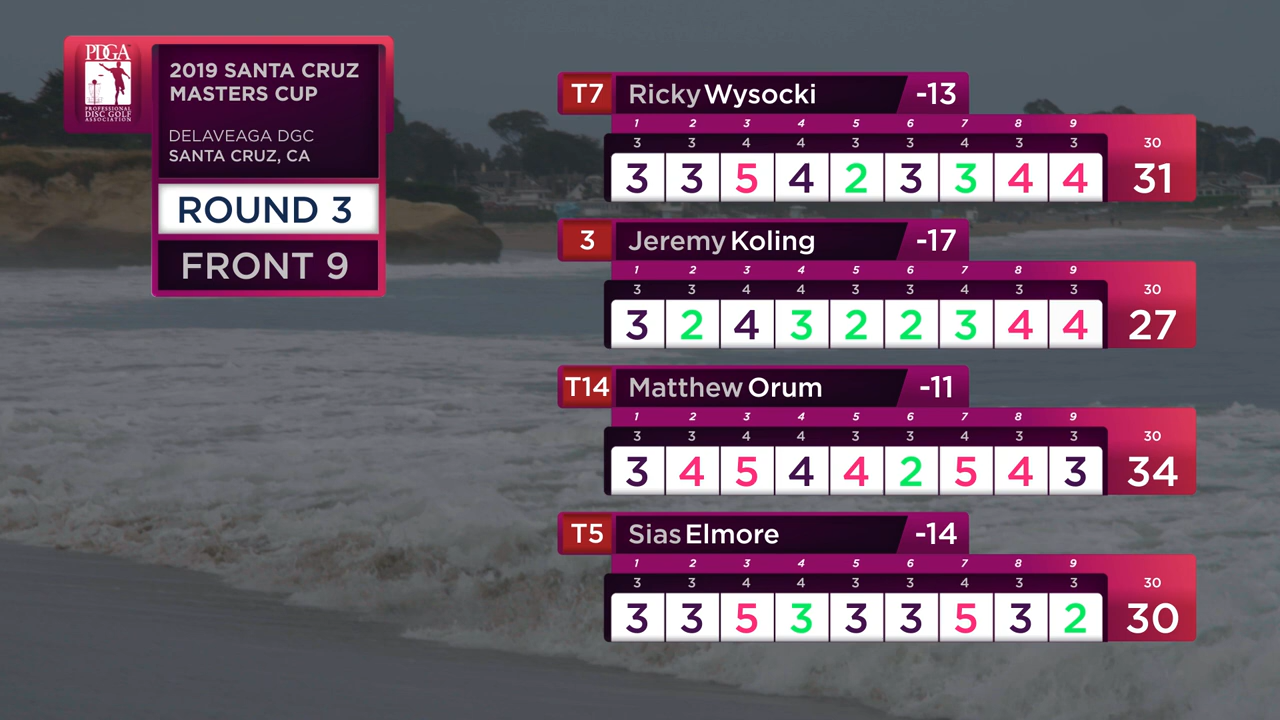 PDGA
PROFESSIONAL
DISC GOLF
ASSOCIATION
2019 SANTA CRUZ
MASTERS CUP
DELAVEAGA DGC
SANTA CRUZ, CA
ROUND 3
FRONT 9
T7 Ricky Wysocki -13
1 2 3 4 5 6 7 8 9
3 3 4 4 3 3 4 3 3 30
3 3 5 4 2 3 3 4 4 31
3 Jeremy Koling -17
1 2 3 4 5 6 7 8 9
3 3 4 4 3 3 4 3 3 30
3 2 4 3 2 2 3 4 4 27
T14 Matthew Orum -11
1 2 3 4 5 6 7 8 9
3 3 4 4 3 3 4 3 3 30
3 4 5 4 4 2 5 4 3 34
T5 Sias Elmore -14
1 2 3 4 5 6 7 8 9
3 3 4 4 3 3 4 3 3 30
3 3 5 3 3 3 5 3 2 30